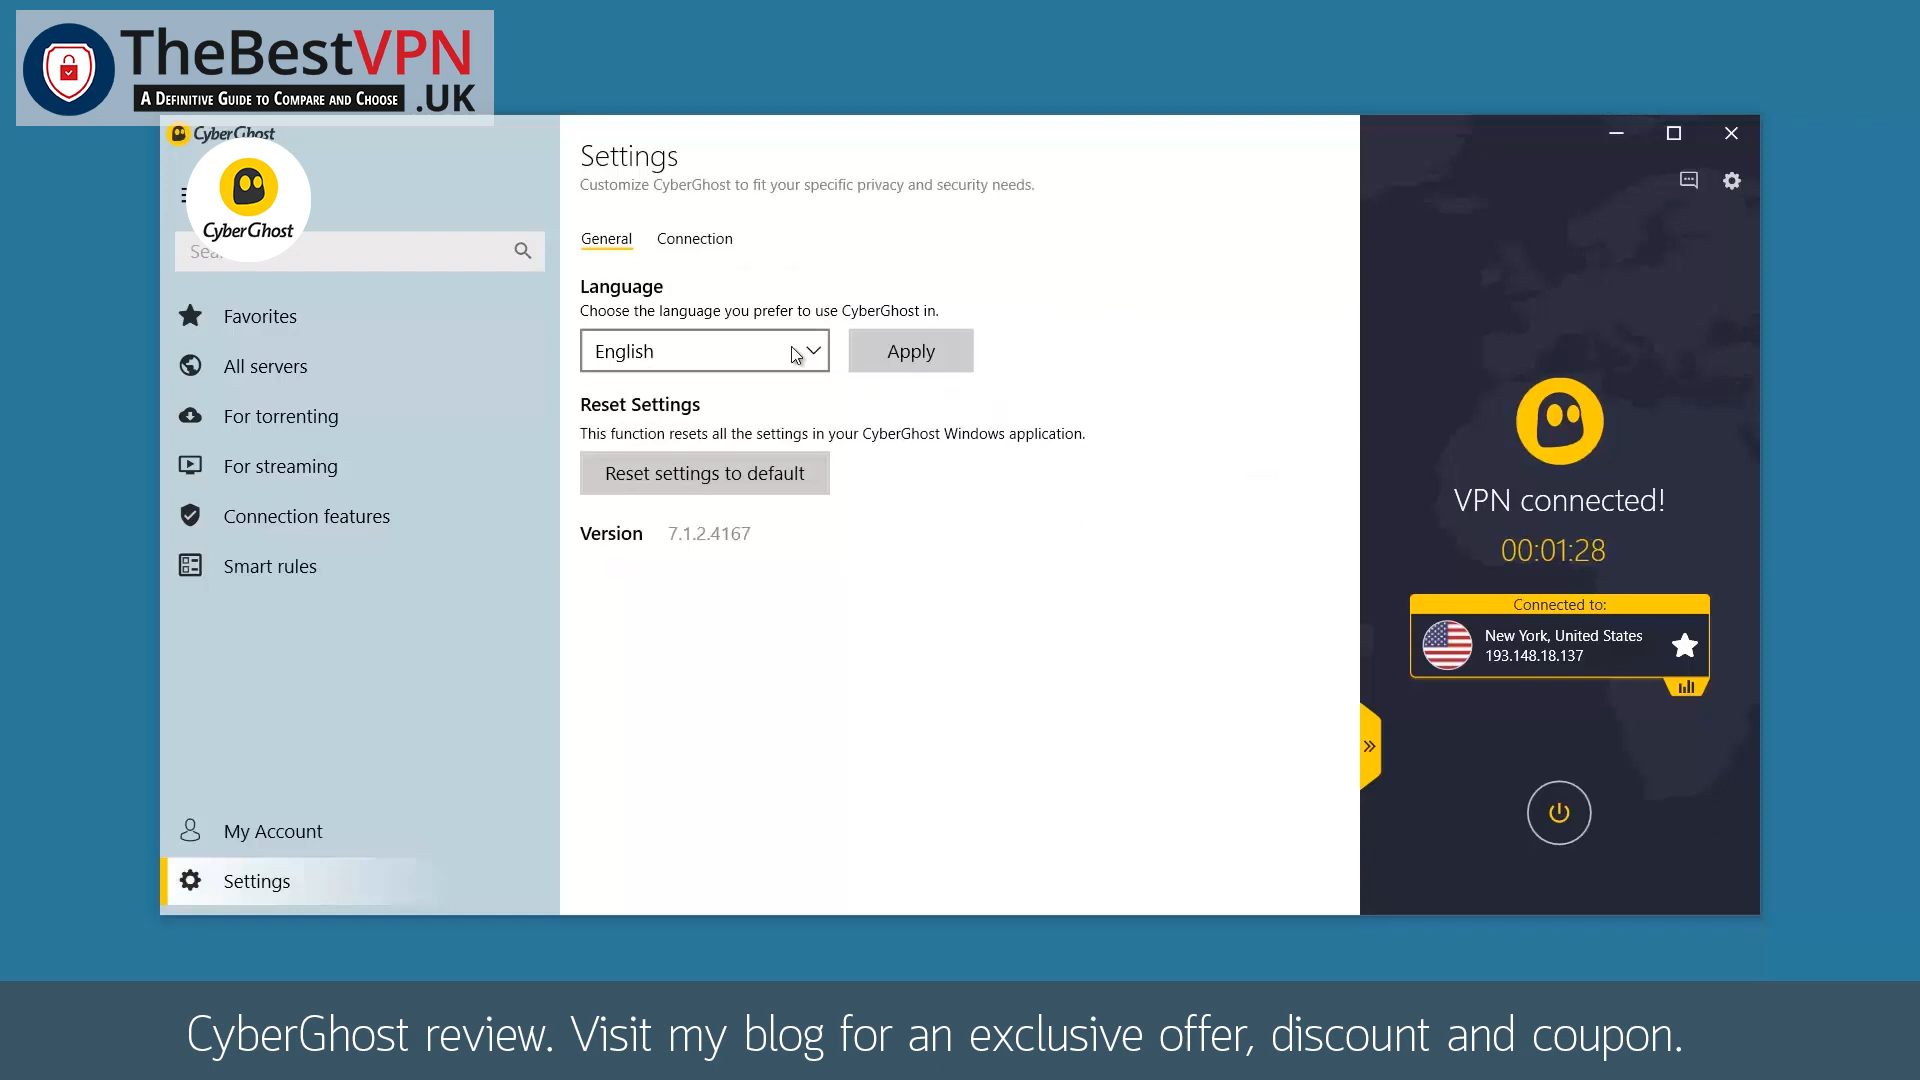 TheBestVPN
A Definitive Guide to Compare and Choose .UK
CyberGhost
CyberGhost
Favorites
All servers
For torrenting
For streaming
Connection features
Smart rules
My Account
Settings
Settings
Customize CyberGhost to fit your specific privacy and security needs.
General Connection
Language
Choose the language you prefer to use CyberGhost in.
English Apply
Reset Settings
This function resets all the settings in your CyberGhost Windows application.
Reset settings to default
Version 7.1.2.4167
VPN connected!
00:01:28
Connected to:
New York, United States
193.148.18.137
CyberGhost review. Visit my blog for an exclusive offer, discount and coupon.